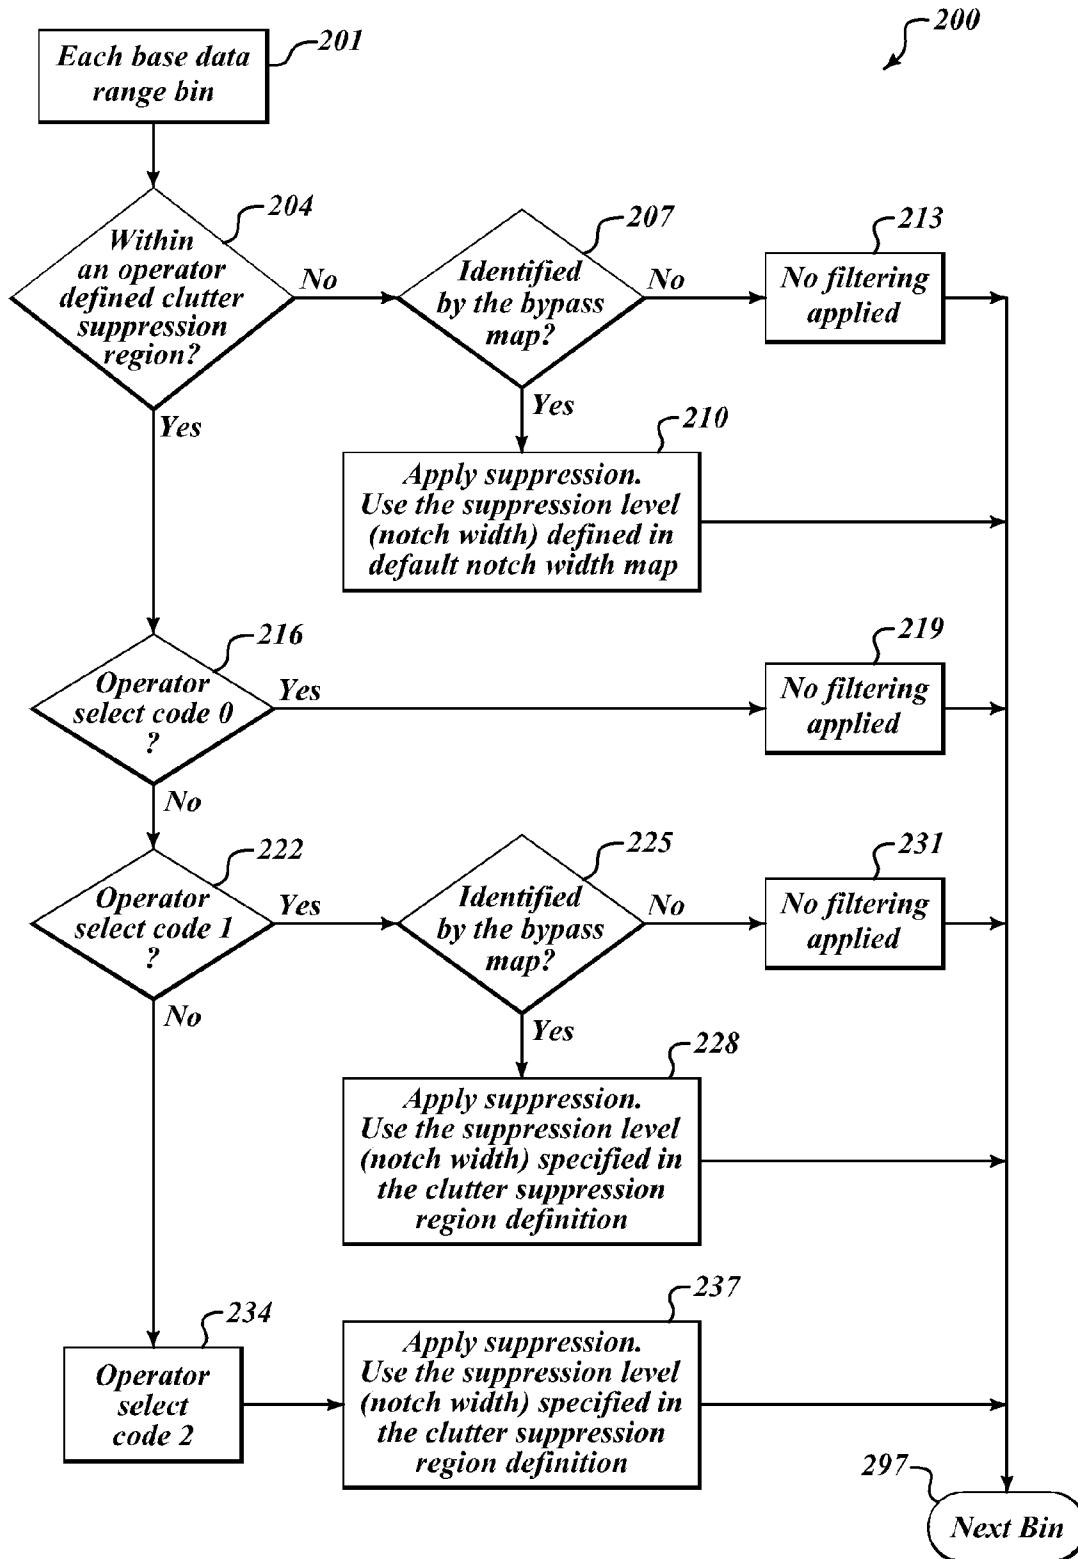 200
201
Each base data
range bin
204
Within
an operator
defined clutter
suppression
region?
No
Yes
207
Identified
by the bypass
map?
No
Yes
213
No filtering
applied
210
Apply suppression.
Use the suppression level
(notch width) defined in
default notch width map
216
Operator
select code 0
?
Yes
No
219
No filtering
applied
222
Operator
select code 1
?
Yes
No
225
Identified
by the bypass
map?
No
Yes
231
No filtering
applied
228
Apply suppression.
Use the suppression level
(notch width) specified in
the clutter suppression
region definition
234
Operator
select
code 2
237
Apply suppression.
Use the suppression level
(notch width) specified in
the clutter suppression
region definition
297
Next Bin